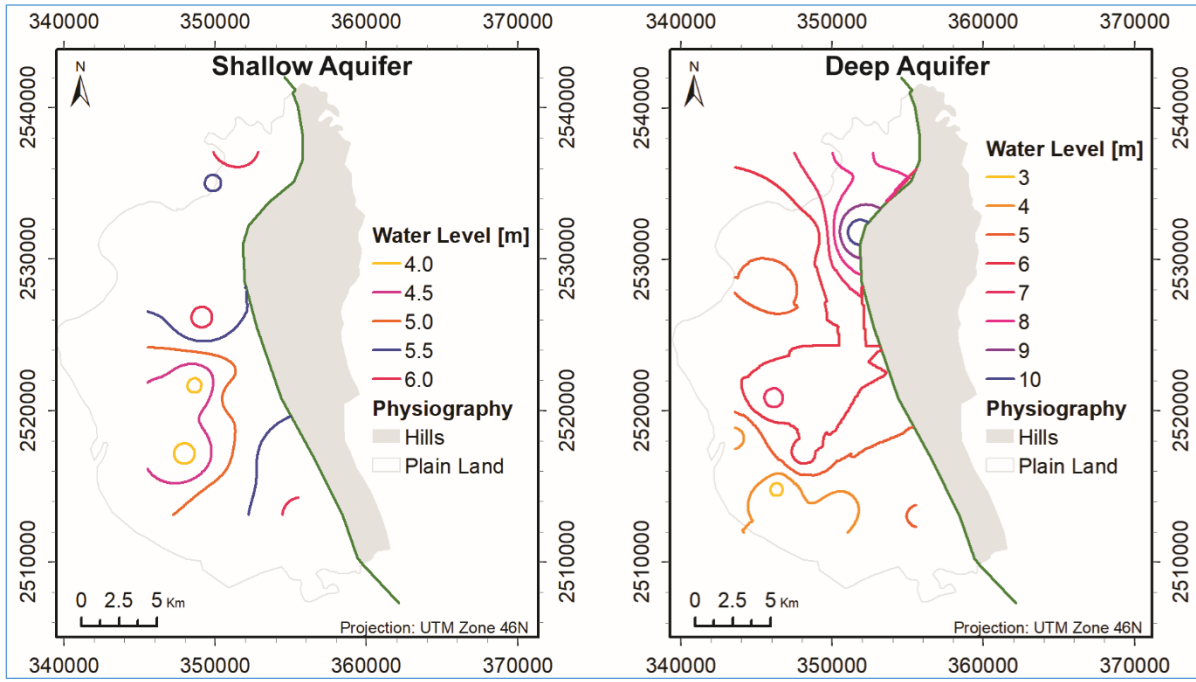 340000 350000 360000 370000
340000 350000 360000 370000
Shallow Aquifer
N
2540000
2530000
2520000
2510000
Water Level [m]
4.0
4.5
5.0
5.5
6.0
Physiography
Hills
Plain Land
0 2.5 5 Km
Projection: UTM Zone 46N
340000 350000 360000 370000
2540000
2530000
2520000
2510000
Deep Aquifer
N
Water Level [m]
3
4
5
6
7
8
9
10
Physiography
Hills
Plain Land
0 2.5 5 Km
Projection: UTM Zone 46N
2540000
2530000
2520000
2510000
340000 350000 360000 370000